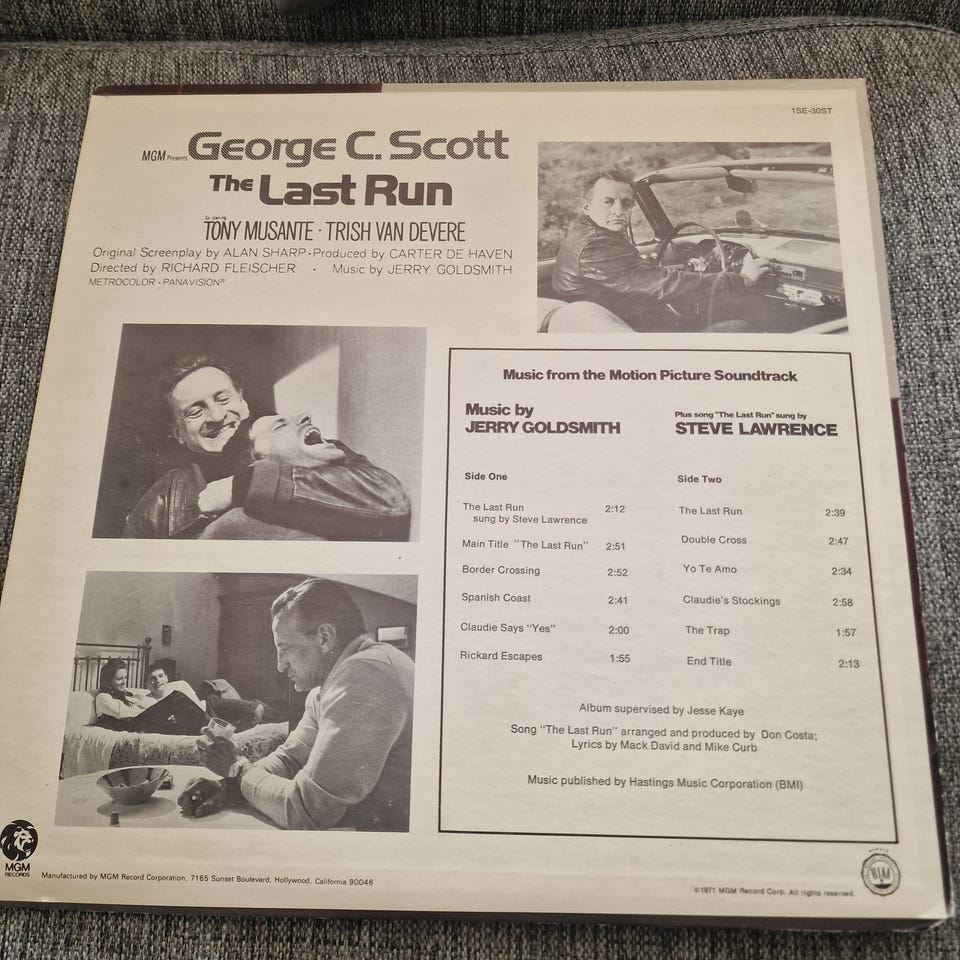 1SE-30ST
MGM Presents George C. Scott
The Last Run
Co-starring
TONY MUSANTE · TRISH VAN DEVERE
Original Screenplay by ALAN SHARP · Produced by CARTER DE HAVEN
Directed by RICHARD FLEISCHER · Music by JERRY GOLDSMITH
METROCOLOR · PANAVISION®
Music from the Motion Picture Soundtrack
Music by
JERRY GOLDSMITH
Plus song "The Last Run" sung by
STEVE LAWRENCE
Side One
The Last Run 2:12
sung by Steve Lawrence
Main Title "The Last Run" 2:51
Border Crossing 2:52
Spanish Coast 2:41
Claudie Says "Yes" 2:00
Rickard Escapes 1:55
Side Two
The Last Run 2:39
Double Cross 2:47
Yo Te Amo 2:34
Claudie's Stockings 2:58
The Trap 1:57
End Title 2:13
Album supervised by Jesse Kaye
Song "The Last Run" arranged and produced by Don Costa;
Lyrics by Mack David and Mike Curb
Music published by Hastings Music Corporation (BMI)
MGM
RECORDS
Manufactured by MGM Record Corporation, 7165 Sunset Boulevard, Hollywood, California 90046
©1971 MGM Record Corp. All rights reserved.